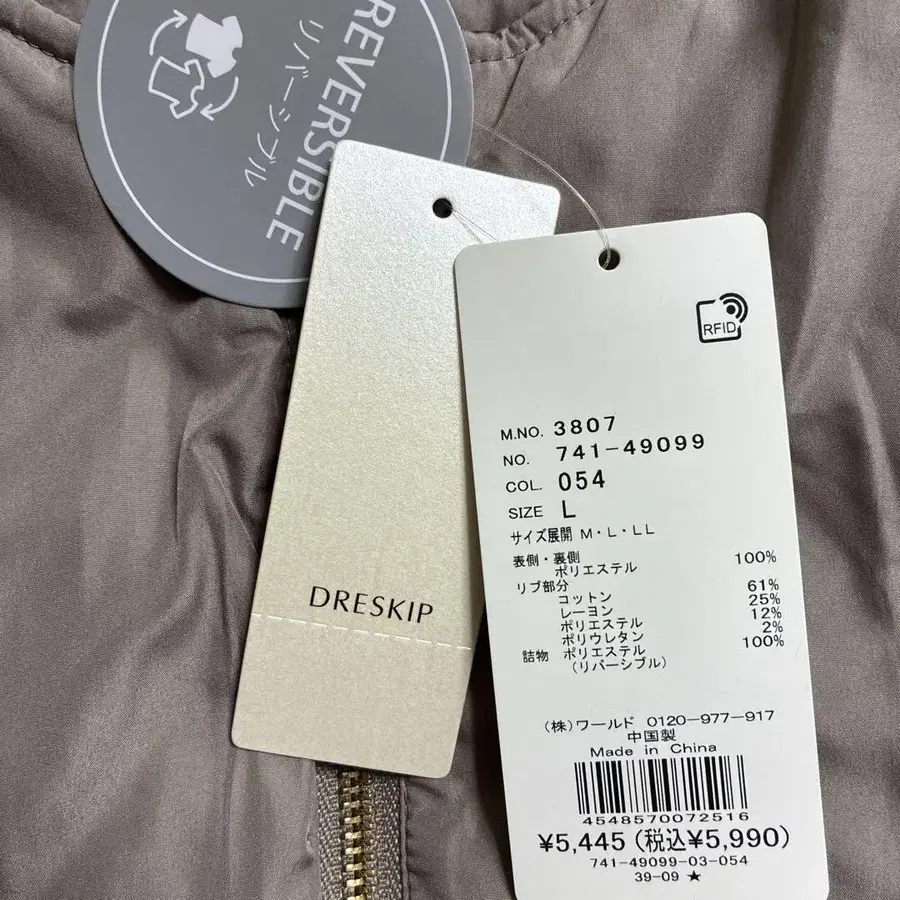 REVERSIBLE
リバーシブル
DRESKIP
RFID
M.NO. 3807
NO. 741-49099
COL. 054
SIZE L
サイズ展開 M・L・LL
表側・裏側
ポリエステル 100%
リブ部分
コットン 61%
レーヨン 25%
ポリエステル 12%
ポリウレタン 2%
詰物 ポリエステル 100%
（リバーシブル）
（株）ワールド 0120-977-917
中国製
Made in China
4548570072516
¥5,445（税込¥5,990）
741-49099-03-054
39-09 ★